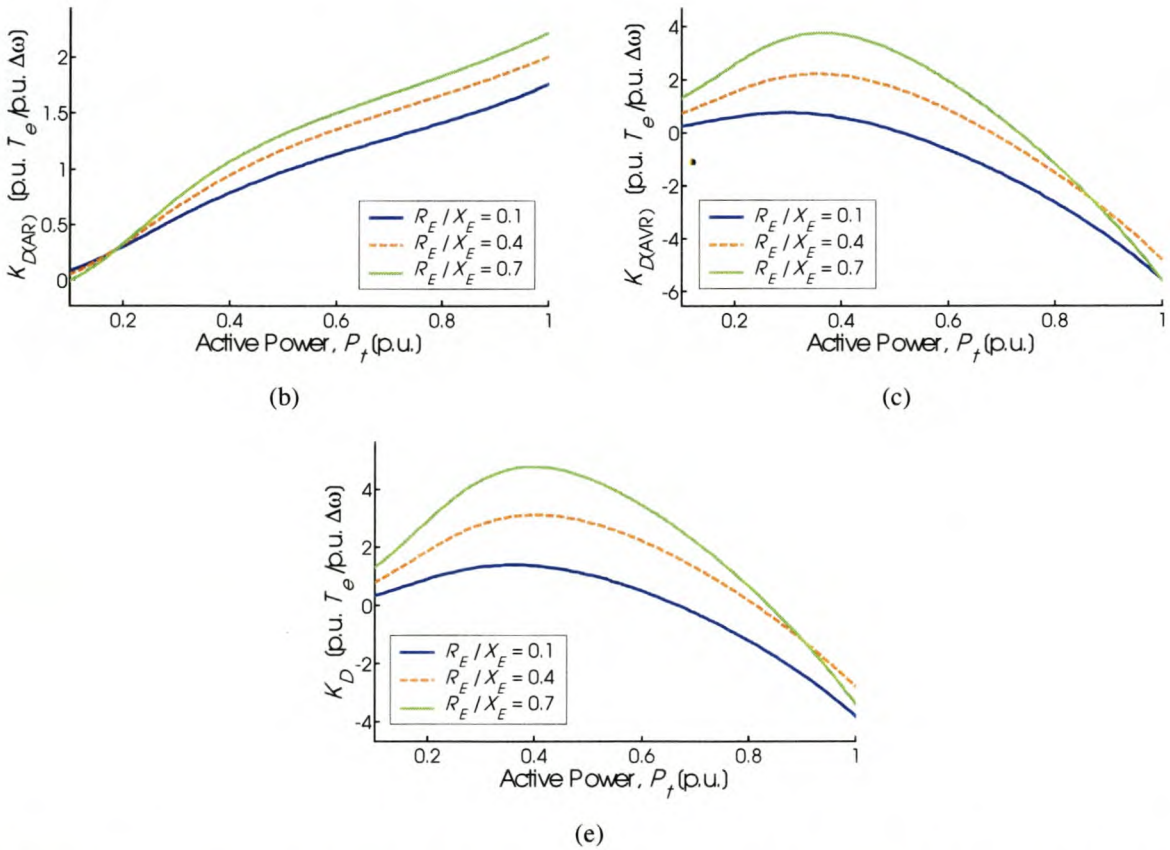 K_D(AR) (p.u. T_e /p.u. Δω)
2
1.5
1
0.5
0
R_E / X_E = 0.1
R_E / X_E = 0.4
R_E / X_E = 0.7
0.2 0.4 0.6 0.8 1
Active Power, P_t (p.u.)
(b)
K_D(AVR) (p.u. T_e /p.u. Δω)
4
2
0
-2
-4
-6
R_E / X_E = 0.1
R_E / X_E = 0.4
R_E / X_E = 0.7
0.2 0.4 0.6 0.8 1
Active Power, P_t (p.u.)
(c)
K_D (p.u. T_e /p.u. Δω)
4
2
0
-2
-4
R_E / X_E = 0.1
R_E / X_E = 0.4
R_E / X_E = 0.7
0.2 0.4 0.6 0.8 1
Active Power, P_t (p.u.)
(e)